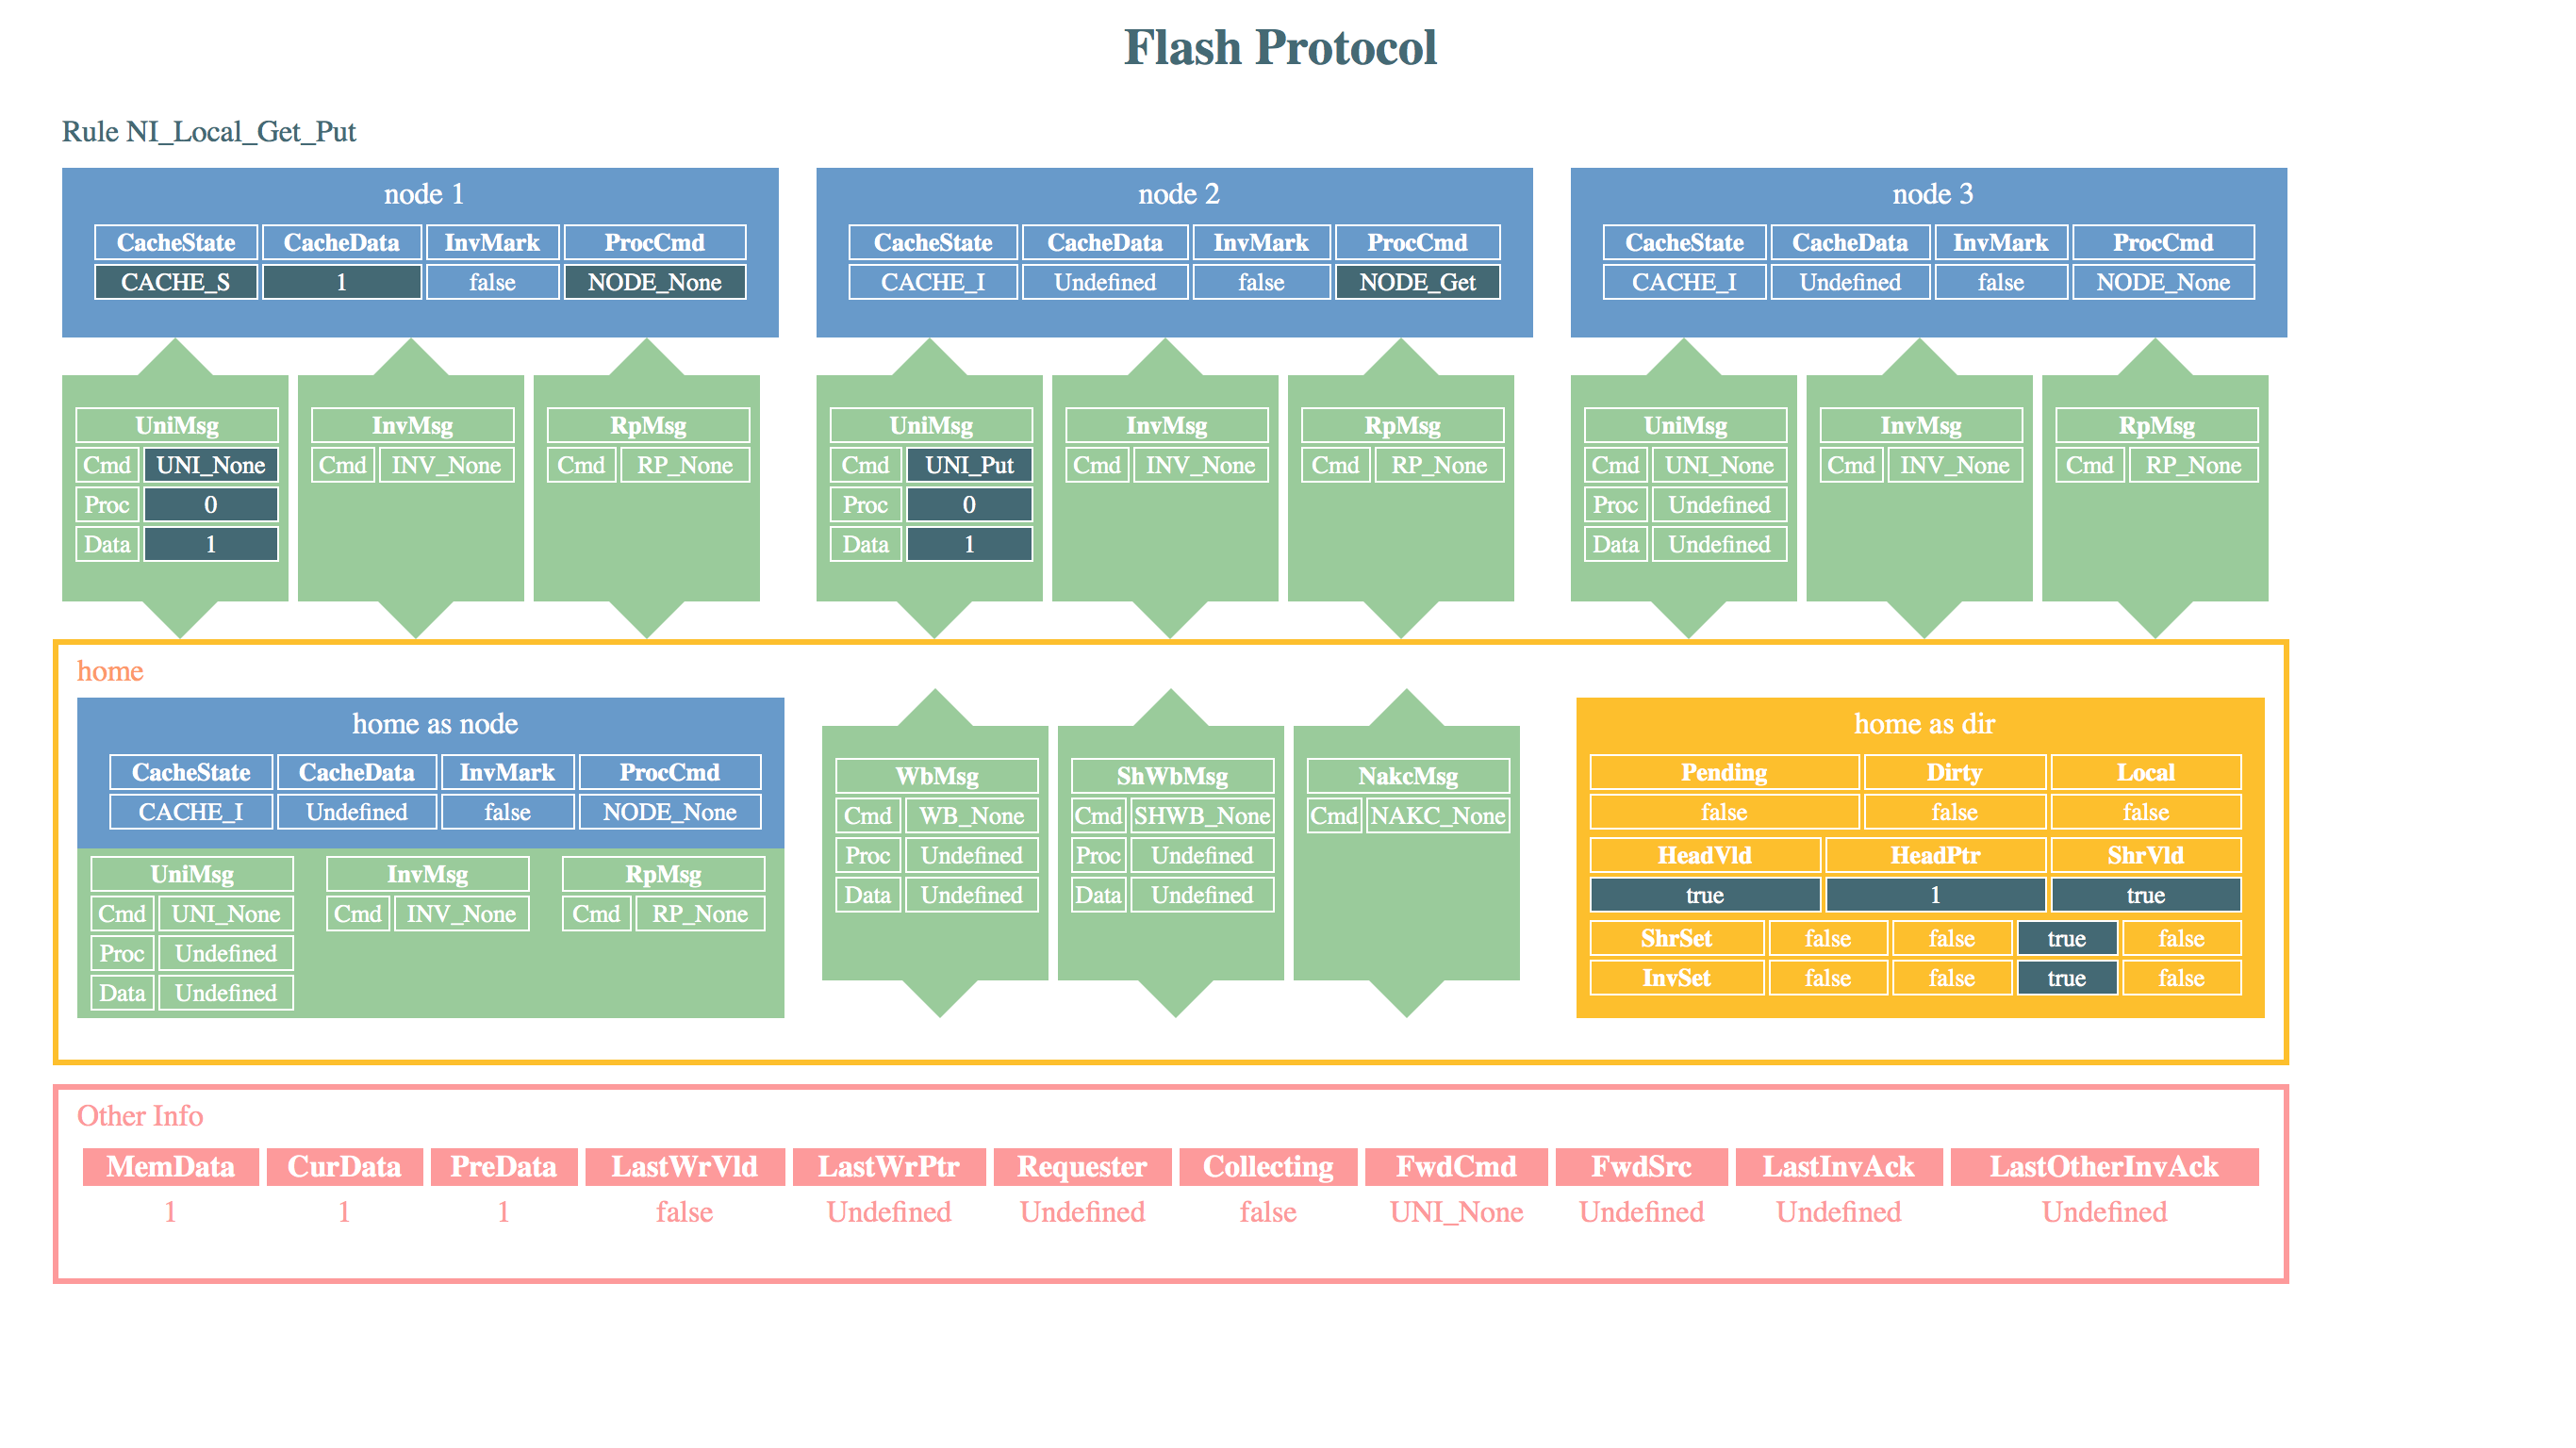 Flash Protocol
Rule NI_Local_Get_Put
node 1
CacheState CacheData InvMark ProcCmd
CACHE_S 1 false NODE_None
node 2
CacheState CacheData InvMark ProcCmd
CACHE_I Undefined false NODE_Get
node 3
CacheState CacheData InvMark ProcCmd
CACHE_I Undefined false NODE_None
UniMsg
Cmd UNI_None
Proc 0
Data 1
InvMsg
Cmd INV_None
RpMsg
Cmd RP_None
UniMsg
Cmd UNI_Put
Proc 0
Data 1
InvMsg
Cmd INV_None
RpMsg
Cmd RP_None
UniMsg
Cmd UNI_None
Proc Undefined
Data Undefined
InvMsg
Cmd INV_None
RpMsg
Cmd RP_None
home
home as node
CacheState CacheData InvMark ProcCmd
CACHE_I Undefined false NODE_None
UniMsg
Cmd UNI_None
Proc Undefined
Data Undefined
InvMsg
Cmd INV_None
RpMsg
Cmd RP_None
WbMsg
Cmd WB_None
Proc Undefined
Data Undefined
ShWbMsg
Cmd SHWB_None
Proc Undefined
Data Undefined
NakcMsg
Cmd NAKC_None
home as dir
Pending Dirty Local
false false false
HeadVld HeadPtr ShrVld
true 1 true
ShrSet false false true false
InvSet false false true false
Other Info
MemData CurData PreData LastWrVld LastWrPtr Requester Collecting FwdCmd FwdSrc LastInvAck LastOtherInvAck
1 1 1 false Undefined Undefined false UNI_None Undefined Undefined Undefined